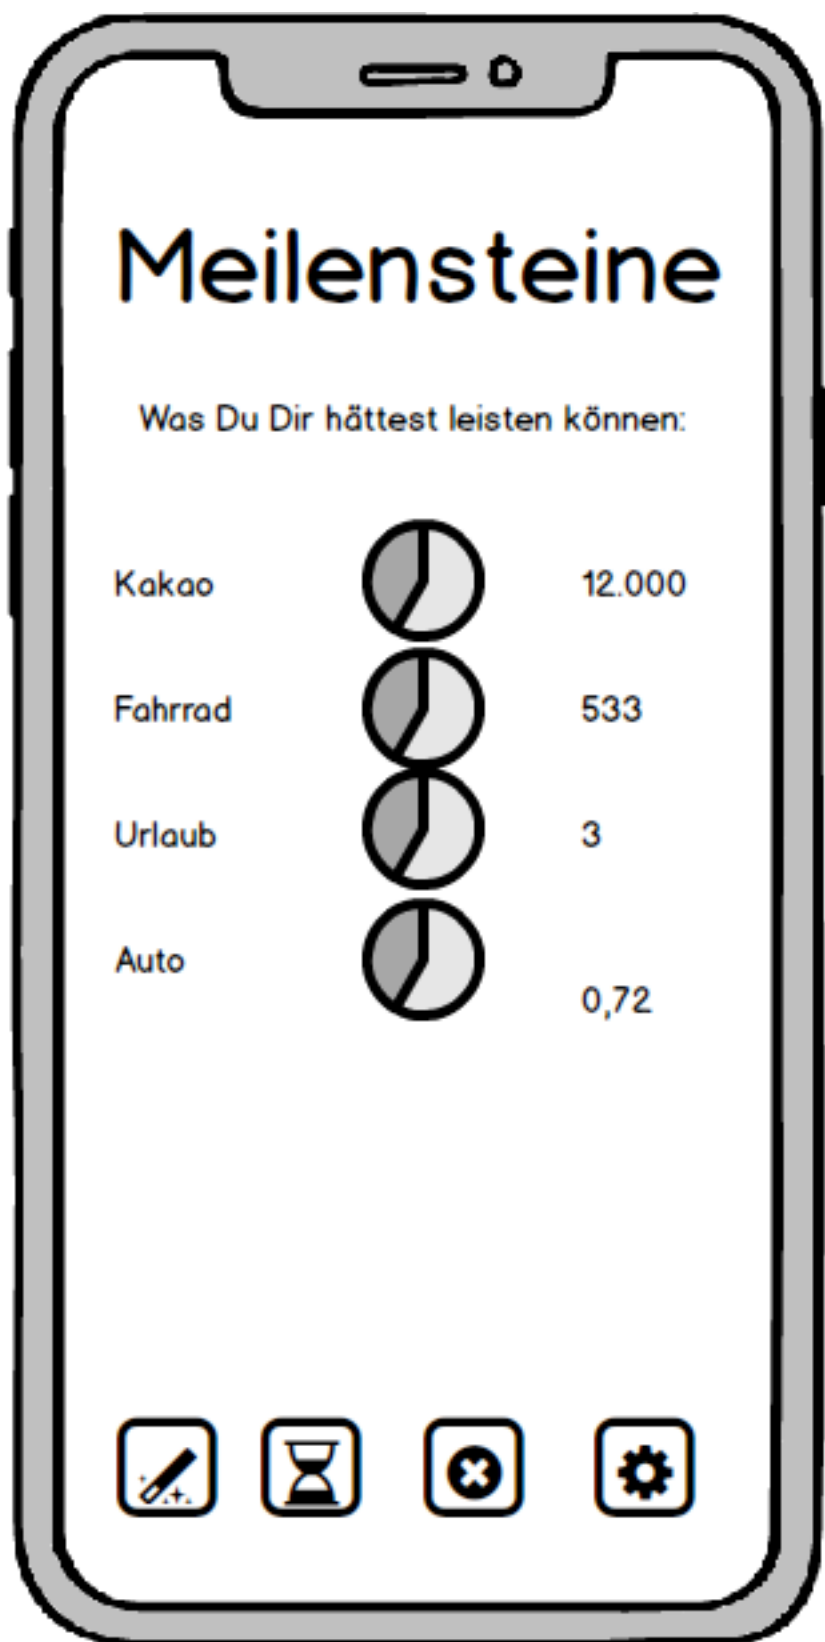 Meilensteine
Was Du Dir hättest leisten können:
Kakao 12.000
Fahrrad 533
Urlaub 3
Auto 0,72